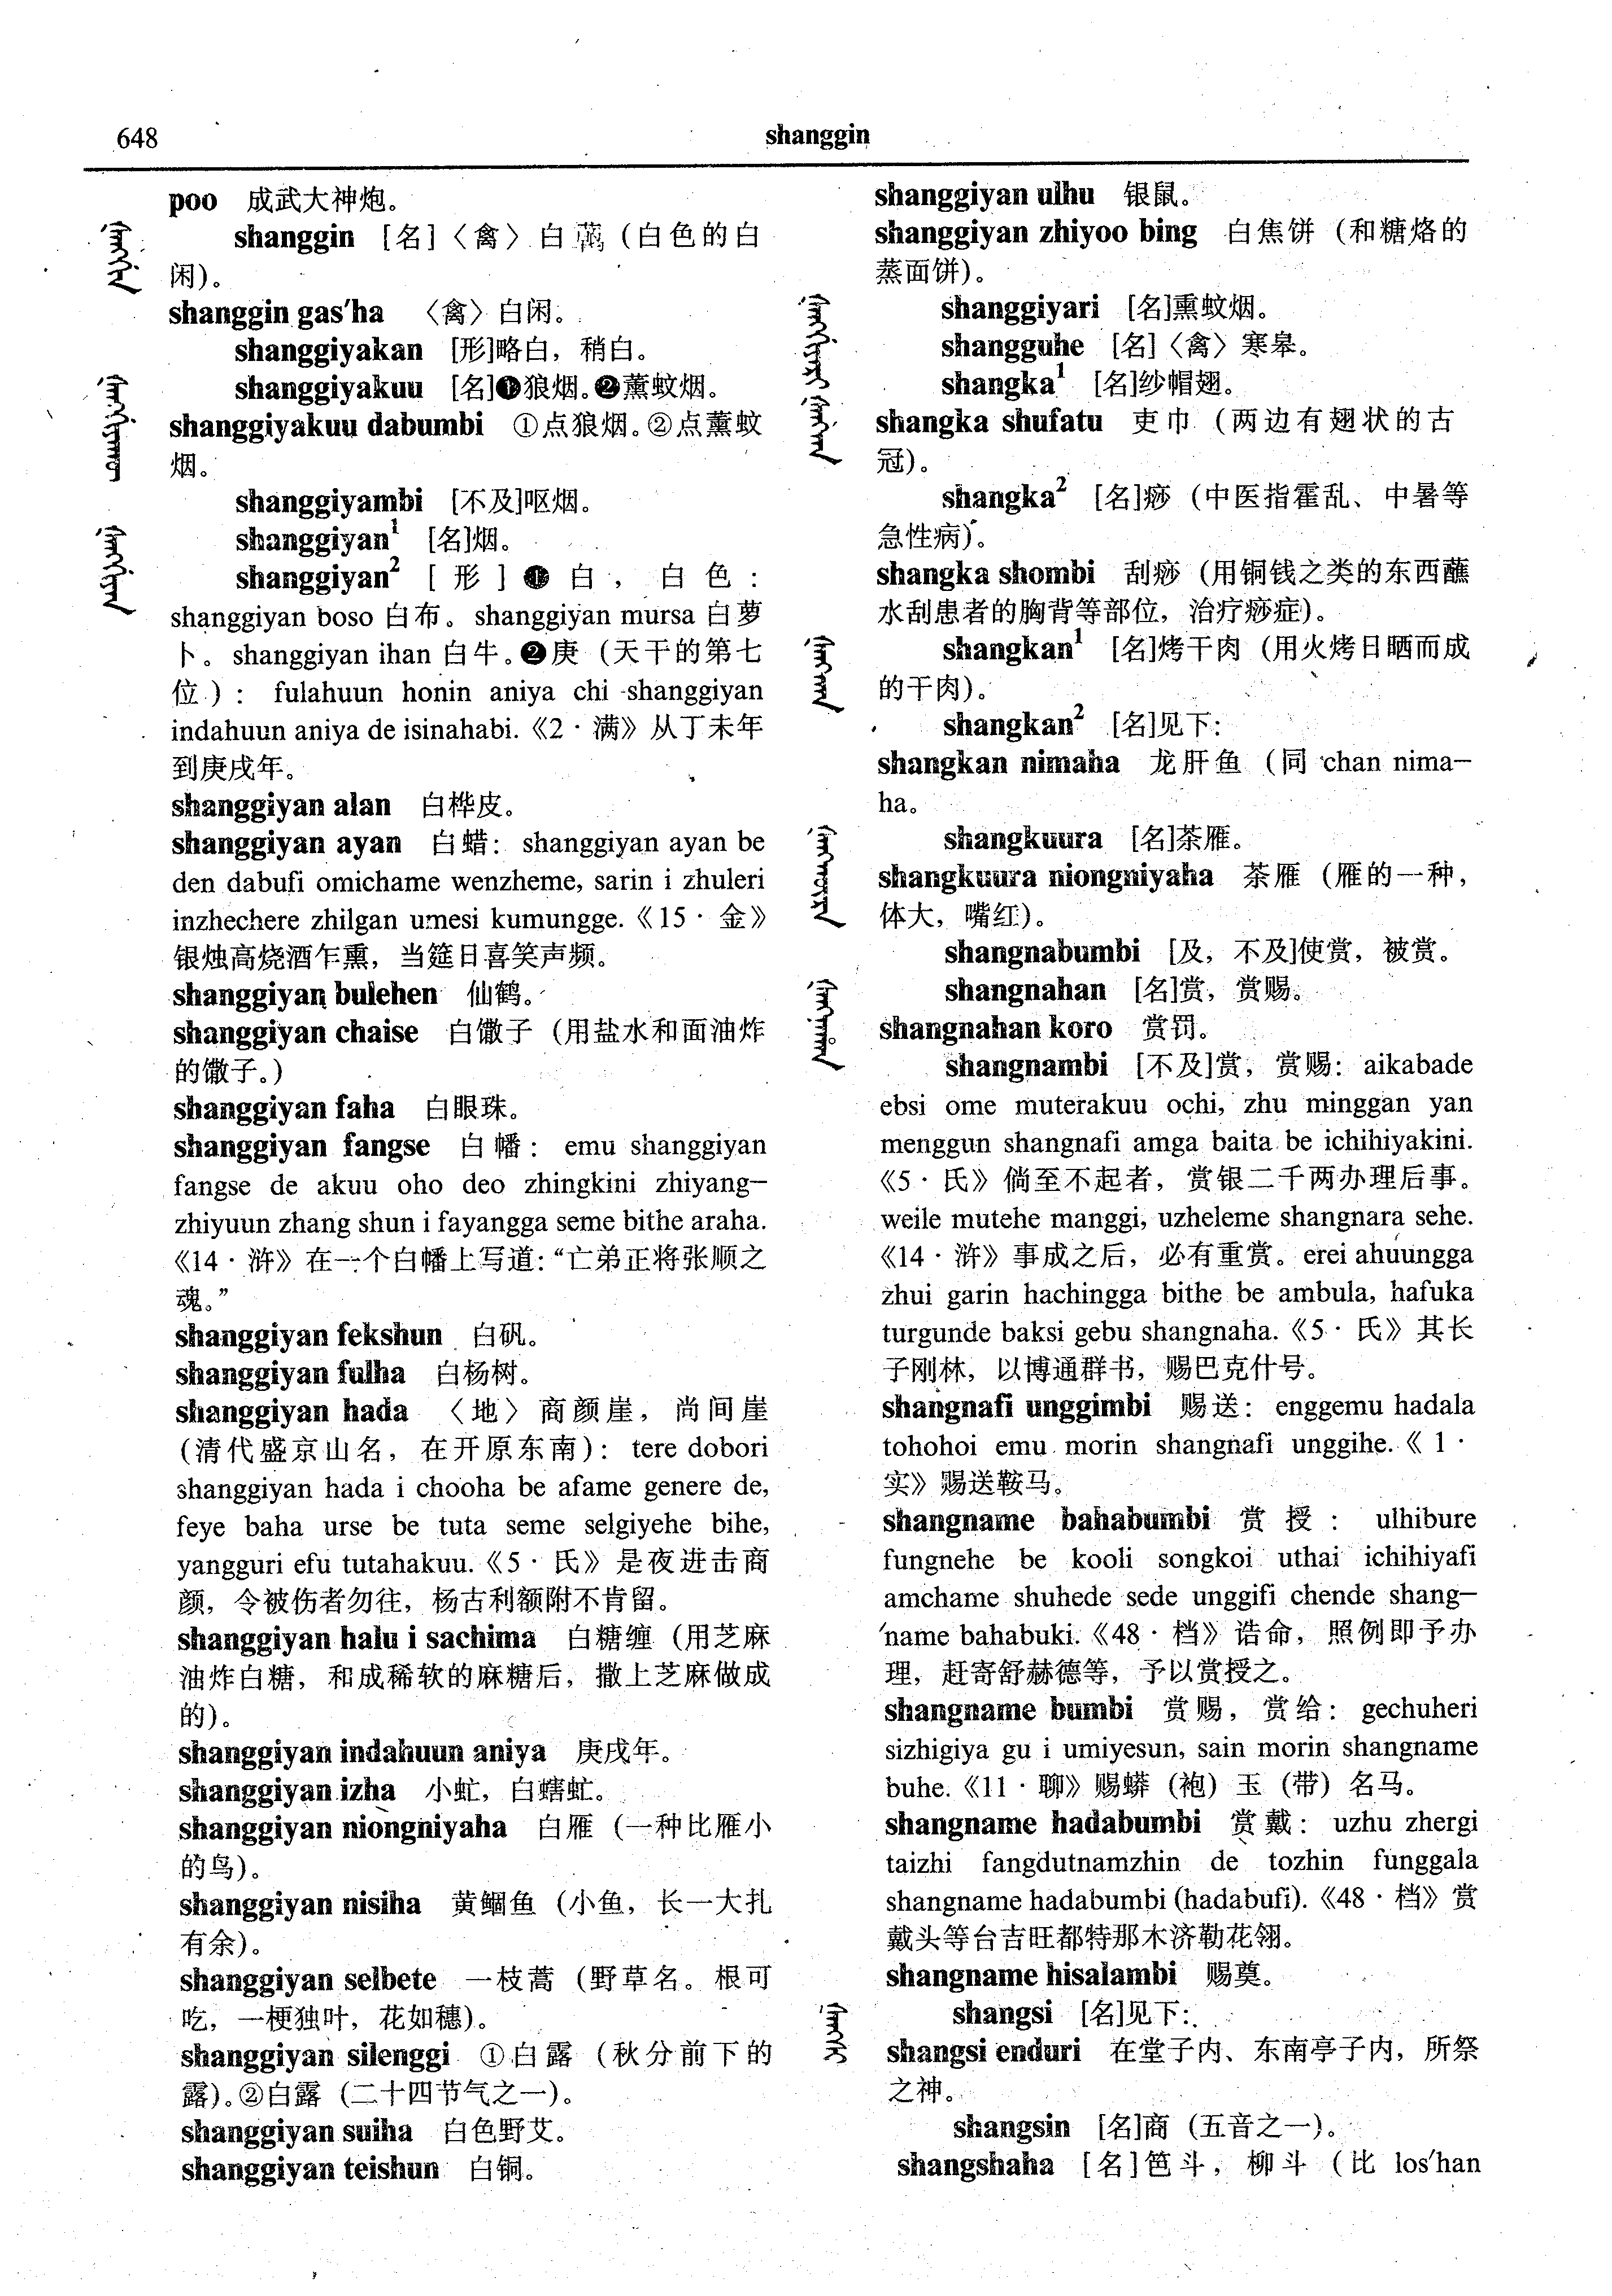 648
shanggin
poo 成武大神炮。
shanggin [名]〈禽〉白鹇(白色的白
闲)。
shanggin gas'ha 〈禽〉白闲。
shanggiyakan [形]略白，稍白。
shanggiyakuu [名]❶狼烟。❷薰蚊烟。
shanggiyakuu dabumbi ①点狼烟。②点薰蚊
烟。
shanggiyambi [不及]呕烟。
shanggiyan¹ [名]烟。
shanggiyan² [形]❶白，白色：
shanggiyan boso 白布。shanggiyan mursa 白萝
卜。shanggiyan ihan 白牛。❷庚（天干的第七
位）: fulahuun honin aniya chi shanggiyan
indahuun aniya de isinahabi.《2·满》从丁未年
到庚戌年。
shanggiyan alan 白桦皮。
shanggiyan ayan 白蜡: shanggiyan ayan be
den dabufi omichame wenzheme, sarin i zhuleri
inzhechere zhilgan umesi kumungge.《15·金》
银烛高烧酒乍熏，当筵日喜笑声频。
shanggiyan bulehen 仙鹤。
shanggiyan chaise 白馓子（用盐水和面油炸
的馓子。)
shanggiyan faha 白眼珠。
shanggiyan fangse 白幡: emu shanggiyan
fangse de akuu oho deo zhingkini zhiyang-
zhiyuun zhang shun i fayangga seme bithe araha.
《14·浒》在一个白幡上写道:“亡弟正将张顺之
魂。”
shanggiyan fekshun 白矾。
shanggiyan fulha 白杨树。
shanggiyan hada 〈地〉商颜崖，尚间崖
(清代盛京山名，在开原东南): tere dobori
shanggiyan hada i chooha be afame genere de,
feye baha urse be tuta seme selgiyehe bihe,
yangguri efu tutahakuu.《5·氏》是夜进击商
颜，令被伤者勿往，杨古利额附不肯留。
shanggiyan halu i sachima 白糖缠（用芝麻
油炸白糖，和成稀软的麻糖后，撒上芝麻做成
的)。
shanggiyan indahuun aniya 庚戌年。
shanggiyan izha 小虻，白螛虻。
shanggiyan niongniyaha 白雁（一种比雁小
的鸟)。
shanggiyan nisiha 黄鲴鱼（小鱼，长一大扎
有余)。
shanggiyan selbete 一枝蒿（野草名。根可
吃，一梗独叶，花如穗)。
shanggiyan silenggi ①白露（秋分前下的
露)。②白露（二十四节气之一)。
shanggiyan suiha 白色野艾。
shanggiyan teishun 白铜。
shanggiyan ulhu 银鼠。
shanggiyan zhiyoo bing 白焦饼（和糖烙的
蒸面饼)。
shanggiyari [名]熏蚊烟。
shangguhe [名]〈禽〉寒皋。
shangka¹ [名]纱帽翅。
shangka shufatu 吏巾（两边有翅状的古
冠)。
shangka² [名]痧（中医指霍乱、中暑等
急性病)。
shangka shombi 刮痧（用铜钱之类的东西蘸
水刮患者的胸背等部位，治疗痧症)。
shangkan¹ [名]烤干肉（用火烤日晒而成
的干肉)。
shangkan² [名]见下:
shangkan nimaha 龙肝鱼（同 chan nima-
ha。
shangkuura [名]茶雁。
shangkuura niongniyaha 茶雁（雁的一种，
体大，嘴红)。
shangnabumbi [及，不及]使赏，被赏。
shangnahan [名]赏，赏赐。
shangnahan koro 赏罚。
shangnambi [不及]赏，赏赐: aikabade
ebsi ome muterakuu ochi, zhu minggan yan
menggun shangnafi amga baita be ichihiyakini.
《5·氏》倘至不起者，赏银二千两办理后事。
weile mutehe manggi, uzheleme shangnara sehe.
《14·浒》事成之后，必有重赏。erei ahuungga
zhui garin hachingga bithe be ambula, hafuka
turgunde baksi gebu shangnaha.《5·氏》其长
子刚林，以博通群书，赐巴克什号。
shangnafi unggimbi 赐送: enggemu hadala
tohohoi emu morin shangnafi unggihe.《1·
实》赐送鞍马。
shangname bahabumbi 赏授: ulhibure
fungnehe be kooli songkoi uthai ichihiyafi
amchame shuhede sede unggifi chende shang-
name bahabuki.《48·档》诰命，照例即予办
理，赶寄舒赫德等，予以赏授之。
shangname bumbi 赏赐，赏给: gechuheri
sizhigiya gu i umiyesun, sain morin shangname
buhe.《11·聊》赐蟒（袍）玉（带）名马。
shangname hadabumbi 赏戴: uzhu zhergi
taizhi fangdutnamzhin de tozhin funggala
shangname hadabumbi (hadabufi).《48·档》赏
戴头等台吉旺都特那木济勒花翎。
shangname hisalambi 赐奠。
shangsi [名]见下:
shangsi enduri 在堂子内、东南亭子内，所祭
之神。
shangsin [名]商（五音之一)。
shangshaha [名]笆斗，柳斗（比 los'han